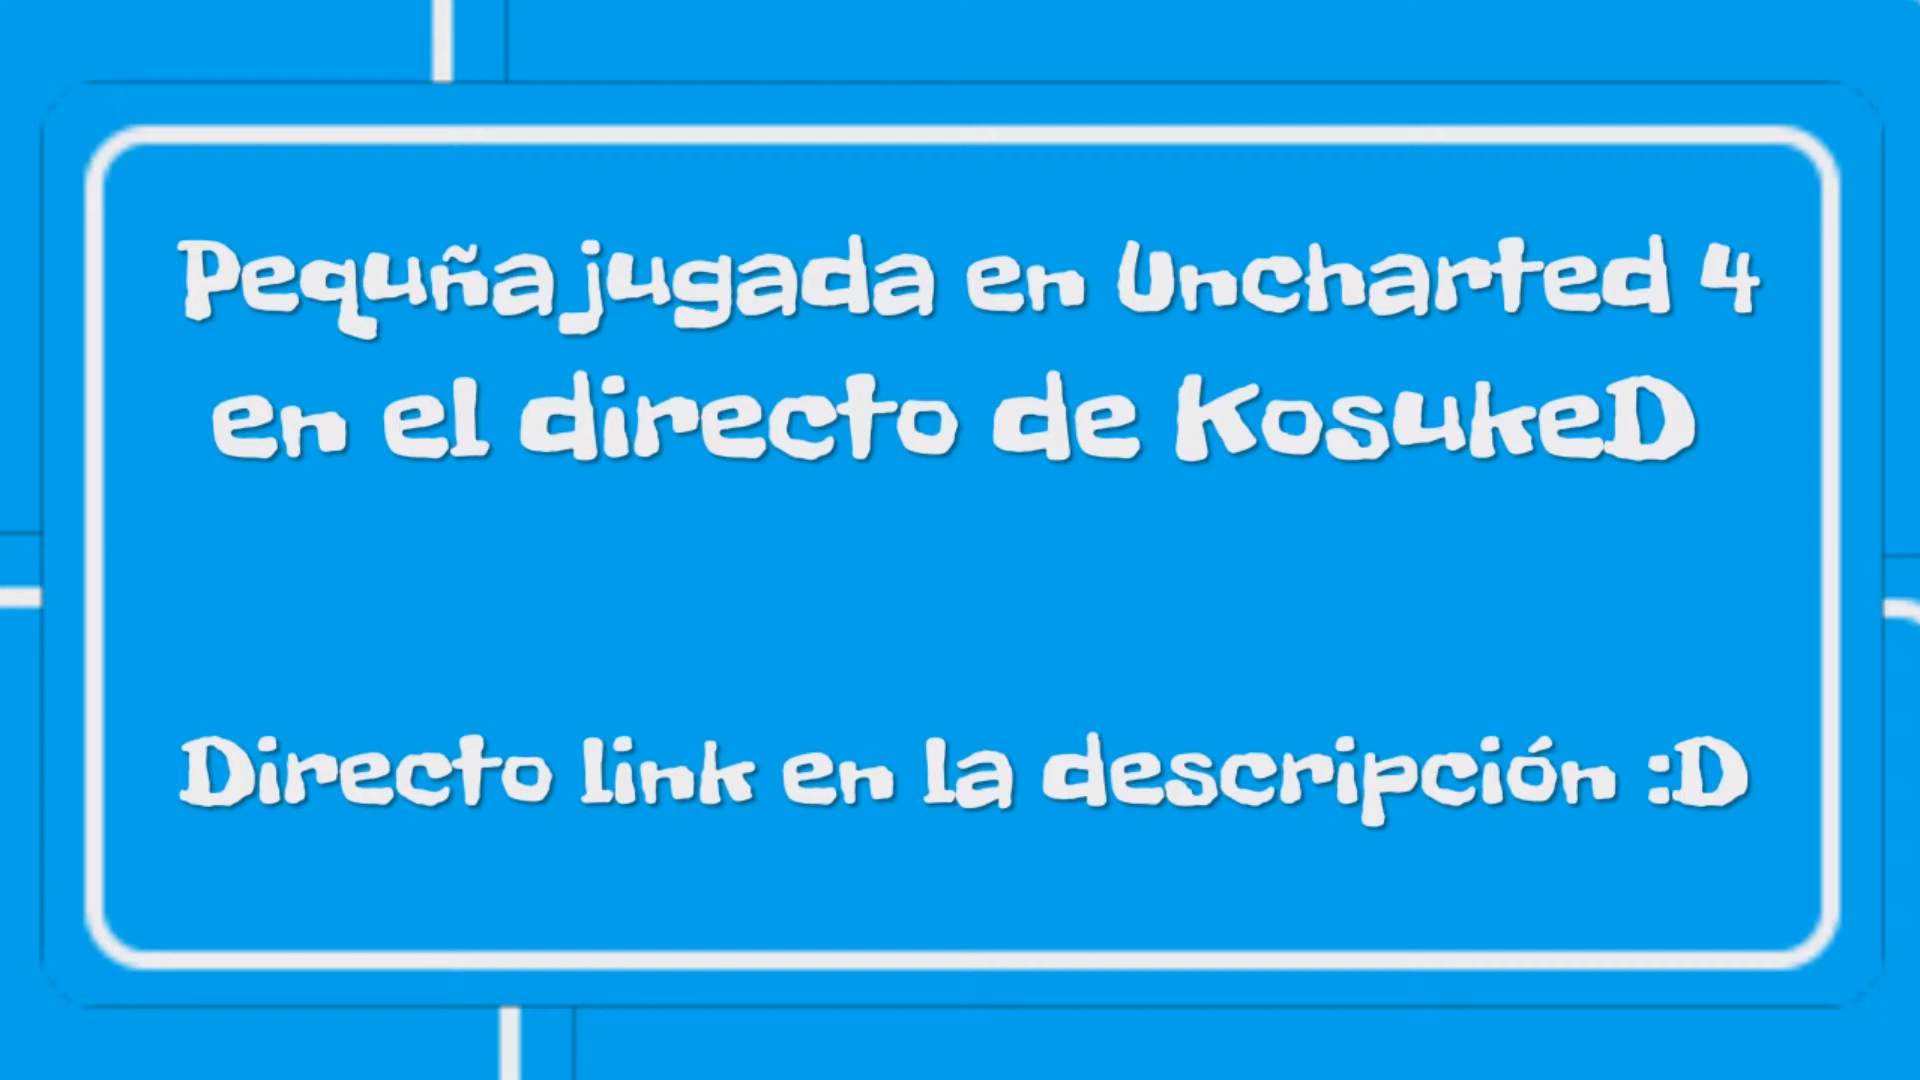 Pequña jugada en Uncharted 4
en el directo de KosukeD
Directo link en la descripción :D